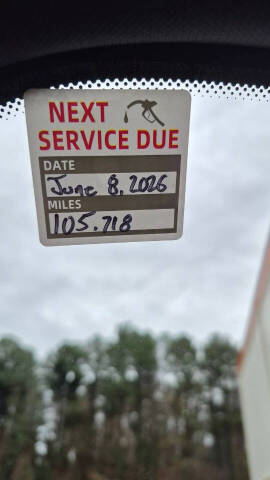 NEXT
SERVICE DUE
DATE
June 8, 2026
MILES
105.718